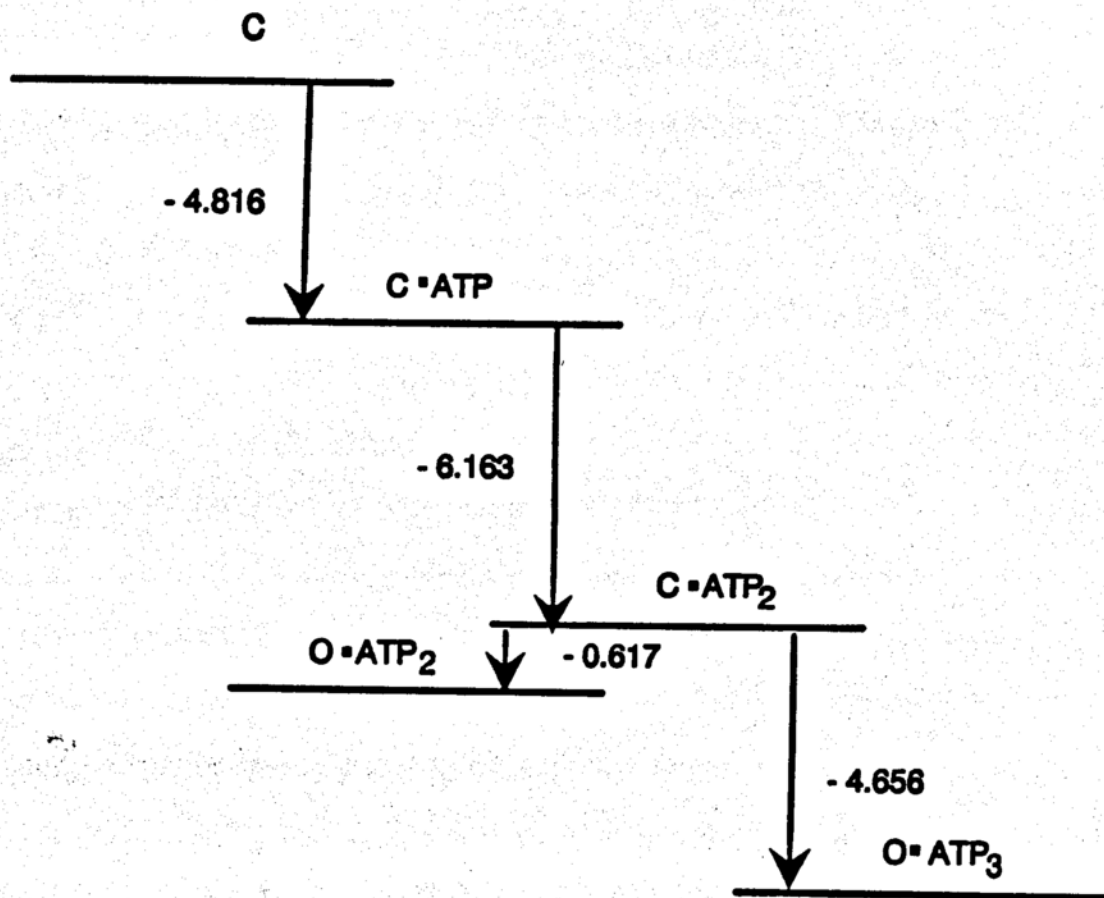 C
- 4.816
C ▪ATP
- 6.163
C ▪ATP2
O ▪ATP2
- 0.617
- 4.656
O▪ ATP3